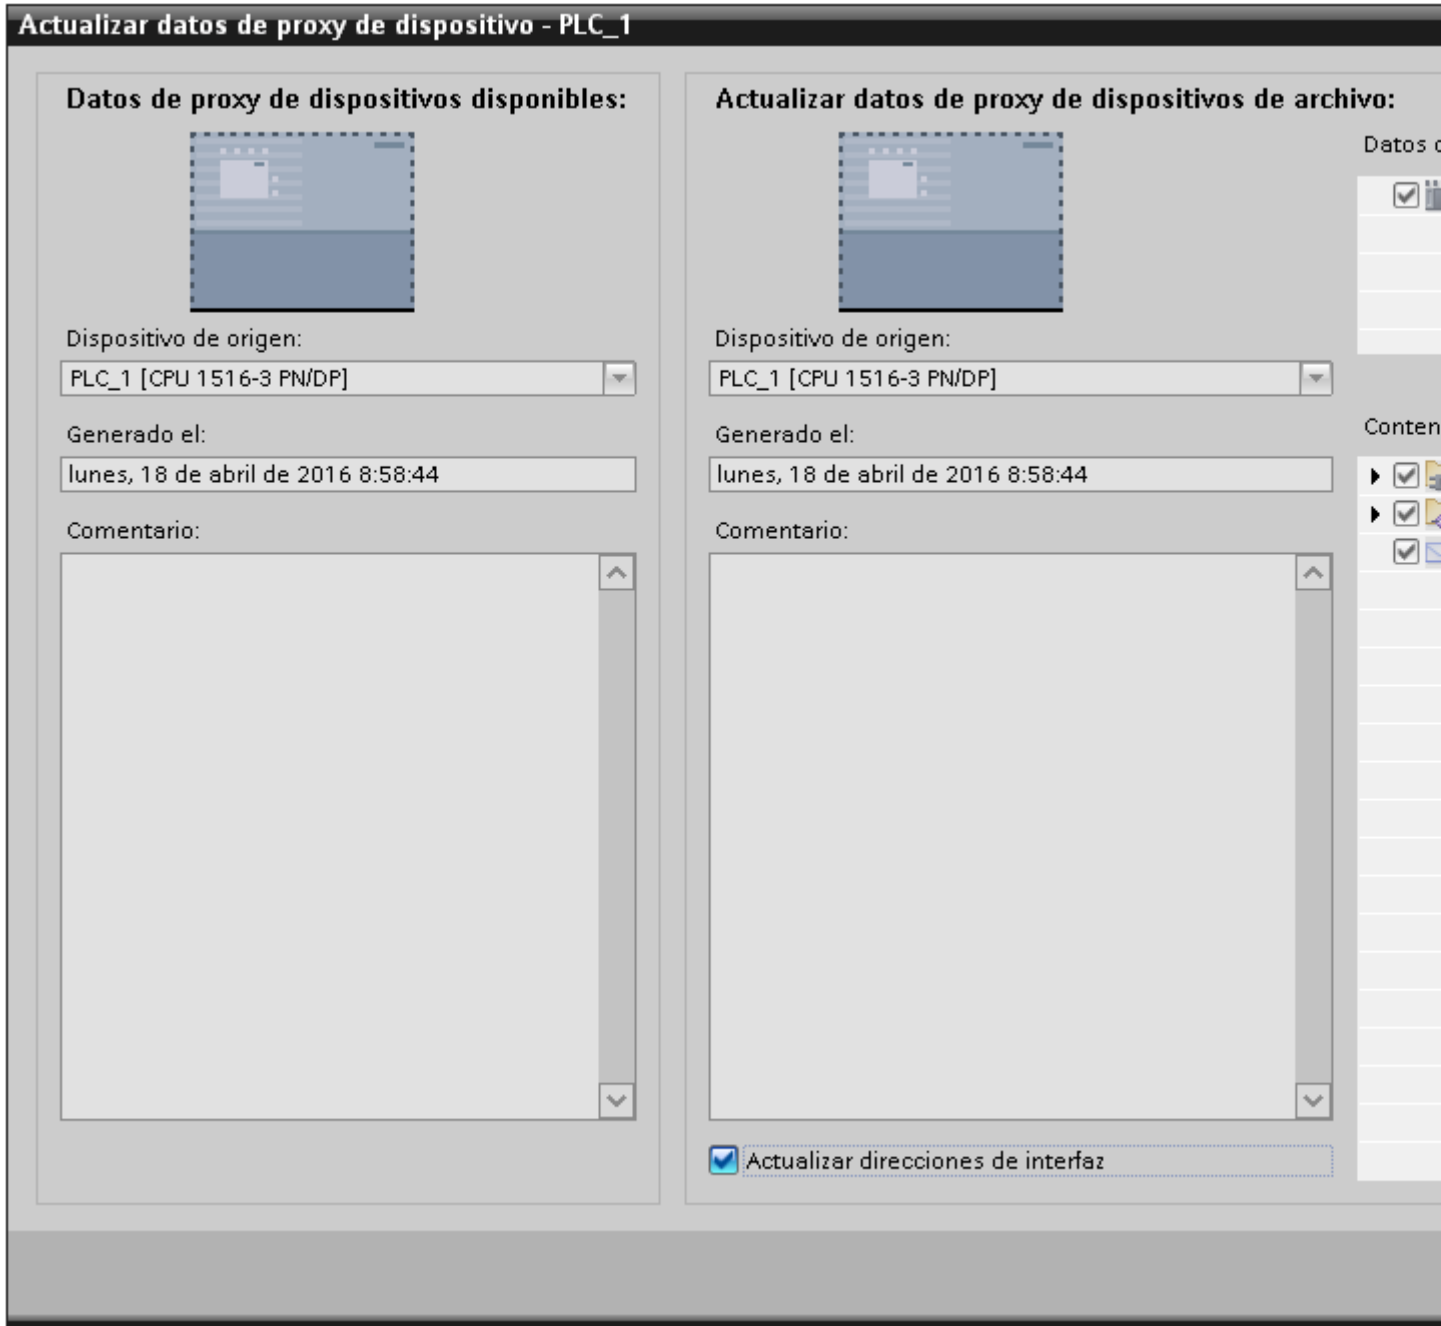 Actualizar datos de proxy de dispositivo - PLC_1
Datos de proxy de dispositivos disponibles:
Dispositivo de origen:
PLC_1 [CPU 1516-3 PN/DP]
Generado el:
lunes, 18 de abril de 2016 8:58:44
Comentario:
Actualizar datos de proxy de dispositivos de archivo:
Dispositivo de origen:
PLC_1 [CPU 1516-3 PN/DP]
Generado el:
lunes, 18 de abril de 2016 8:58:44
Comentario:
Actualizar direcciones de interfaz
Datos